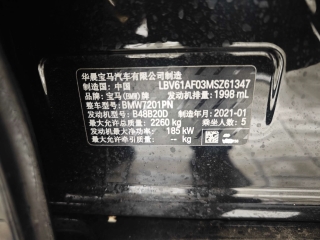 华晨宝马汽车有限公司制造
制造国：中国 LBV61AF03MSZ61347
品牌：宝马(BMW)牌 发动机排量：1998 mL
整车型号：BMW7201PN
发动机型号：B48B20D 制造年月：2021-01
最大允许总质量：2260 kg 乘坐人数：5
发动机最大净功率：185 kW
最大允许牵引质量：-- kg